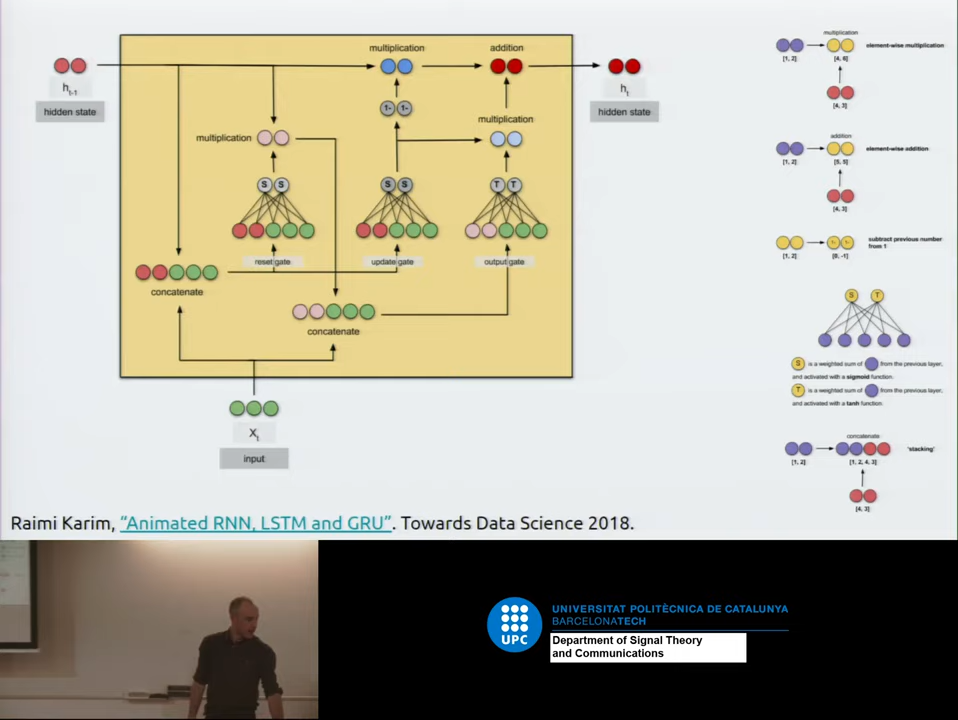 multiplication
addition
h t-1
hidden state
1-
1-
multiplication
multiplication
h t
hidden state
S
S
S
S
T
T
reset gate
update gate
output gate
concatenate
concatenate
X t
input
multiplication
[1, 2]
[4, 6]
element-wise multiplication
[4, 3]
addition
[1, 2]
[5, 5]
element-wise addition
[4, 3]
[1, 2]
[0, -1]
subtract previous number
from 1
S
T
S is a weighted sum of from the previous layer,
and activated with a sigmoid function.
T is a weighted sum of from the previous layer,
and activated with a tanh function.
concatenate
[1, 2]
[1, 2, 4, 3]
'stacking'
[4, 3]
Raimi Karim, “Animated RNN, LSTM and GRU”. Towards Data Science 2018.
UPC
UNIVERSITAT POLITÈCNICA DE CATALUNYA
BARCELONATECH
Department of Signal Theory
and Communications